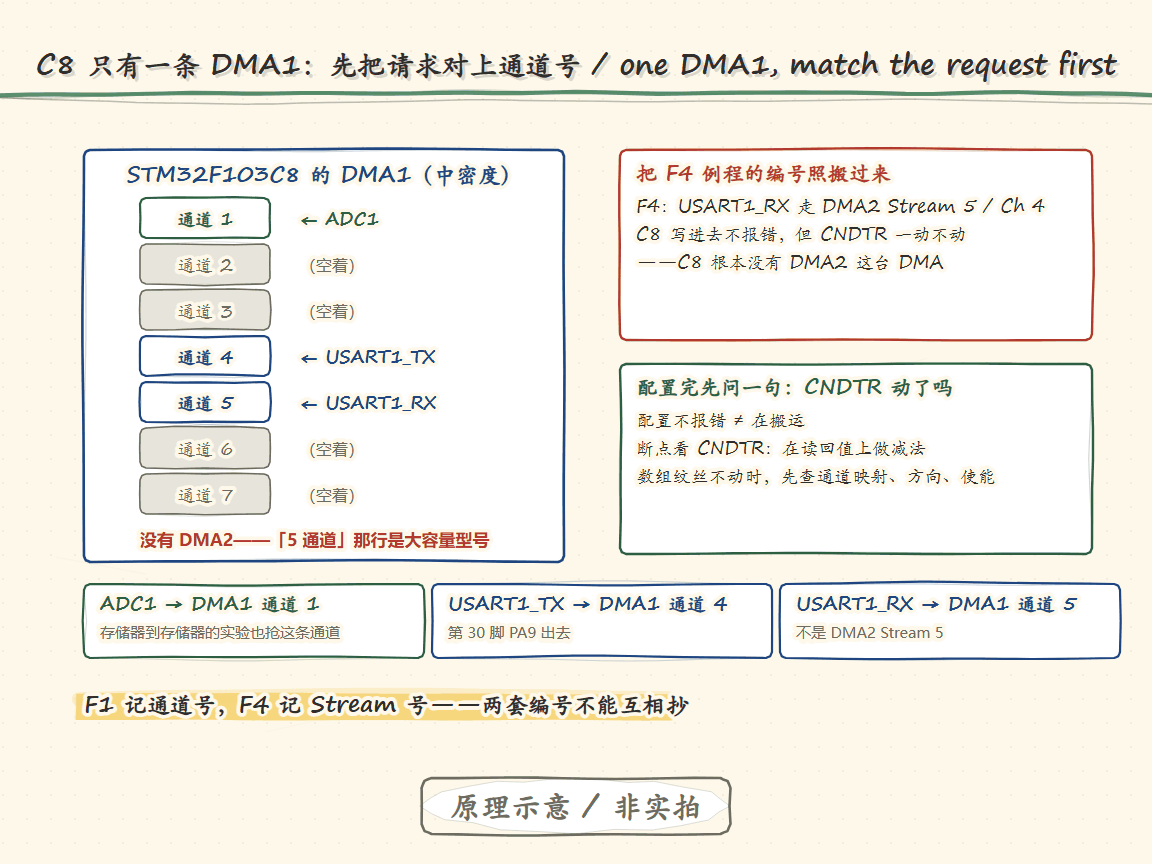 C8 只有一条 DMA1：先把请求对上通道号 / one DMA1, match the request first
STM32F103C8 的 DMA1（中密度）
通道 1
← ADC1
通道 2
(空着)
通道 3
(空着)
通道 4
← USART1_TX
通道 5
← USART1_RX
通道 6
(空着)
通道 7
(空着)
没有 DMA2——「5 通道」那行是大容量型号
把 F4 例程的编号照搬过来
F4：USART1_RX 走 DMA2 Stream 5 / Ch 4
C8 写进去不报错，但 CNDTR 一动不动
——C8 根本没有 DMA2 这台 DMA
配置完先问一句：CNDTR 动了吗
配置不报错 ≠ 在搬运
断点看 CNDTR：在读回值上做减法
数组纹丝不动时，先查通道映射、方向、使能
ADC1 → DMA1 通道 1
存储器到存储器的实验也抢这条通道
USART1_TX → DMA1 通道 4
第 30 脚 PA9 出去
USART1_RX → DMA1 通道 5
不是 DMA2 Stream 5
F1 记通道号，F4 记 Stream 号——两套编号不能互相抄
原理示意 / 非实拍